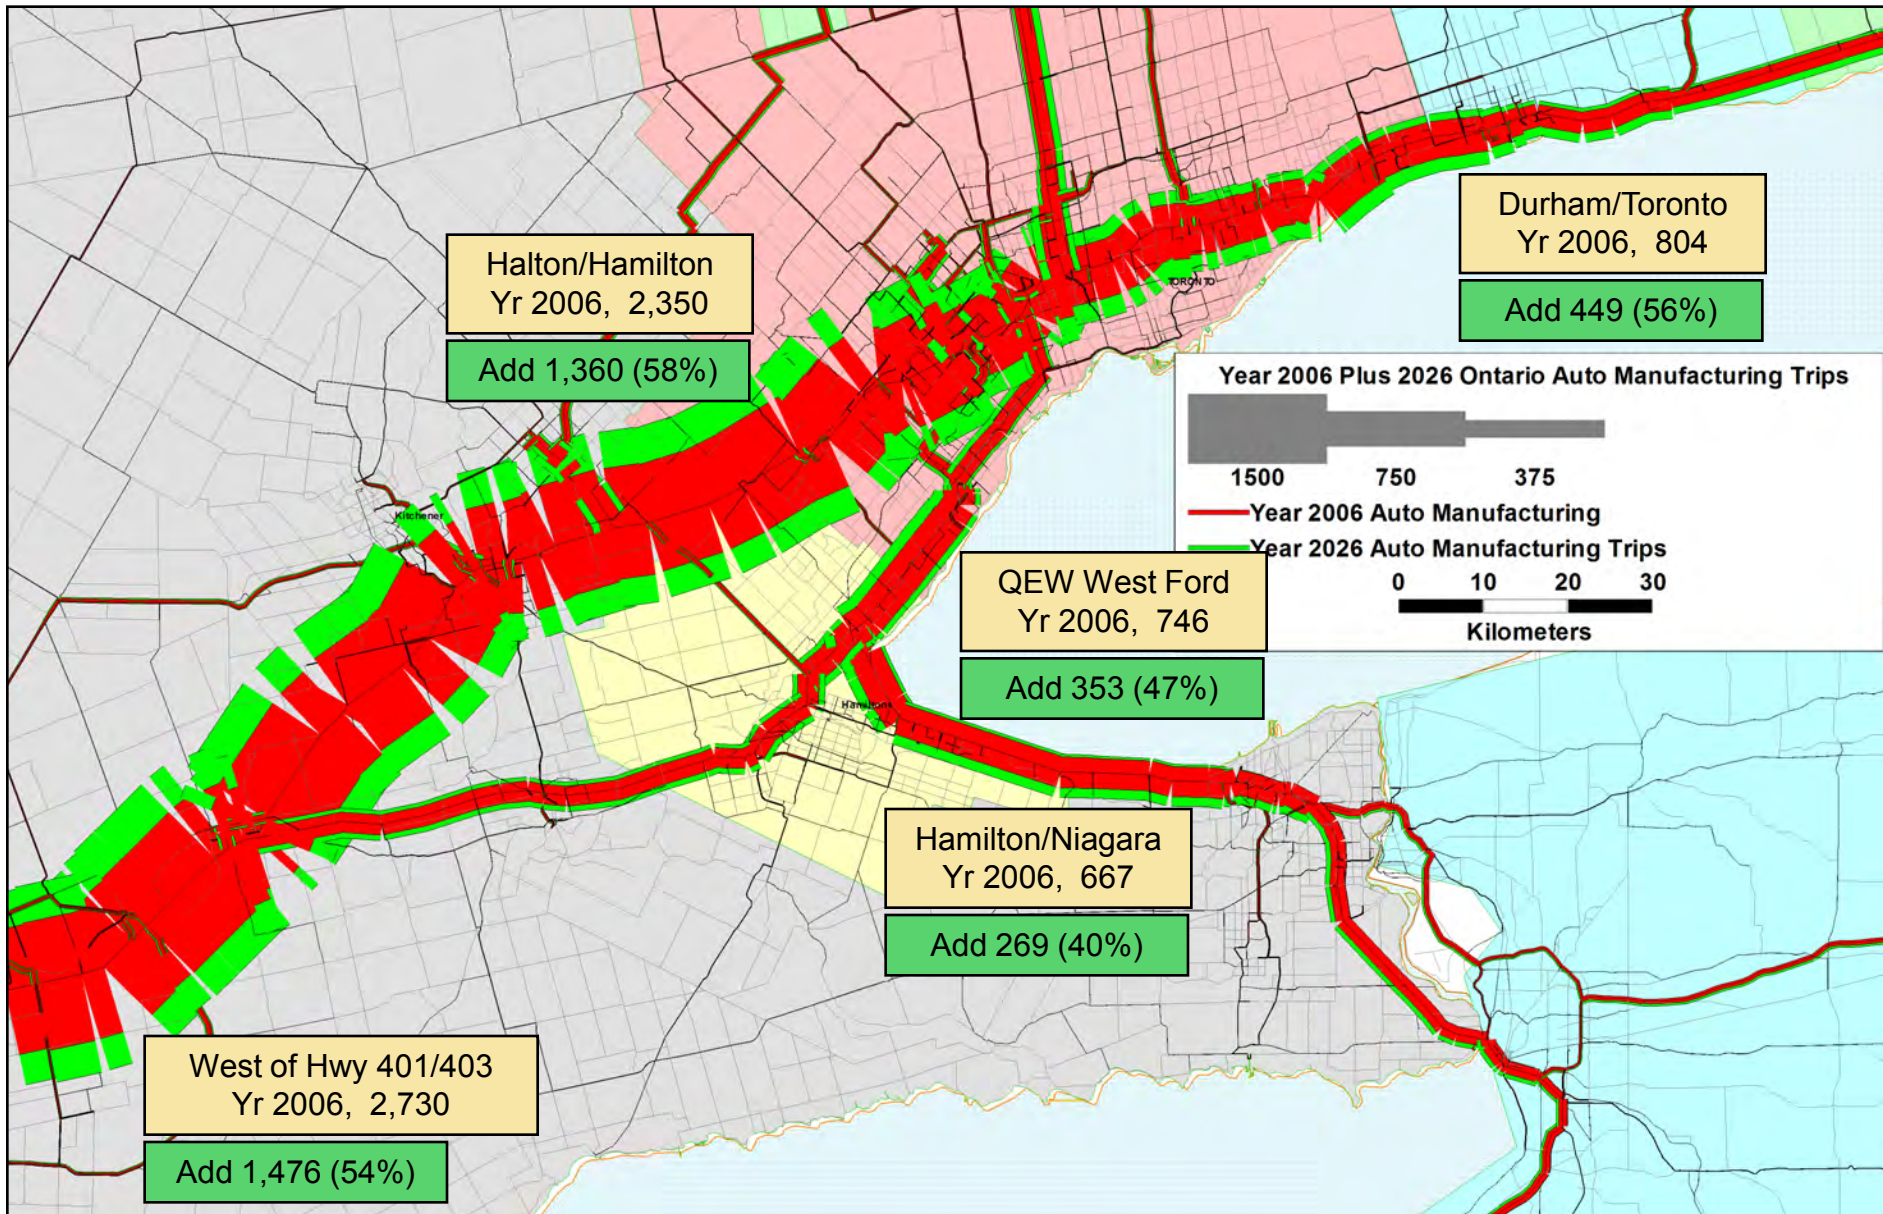 Durham/Toronto
Yr 2006,  804
Add 449 (56%)
Halton/Hamilton
Yr 2006,  2,350
Add 1,360 (58%)
TORONTO
Year 2006 Plus 2026 Ontario Auto Manufacturing Trips
1500 750 375
Year 2006 Auto Manufacturing
Year 2026 Auto Manufacturing Trips
0 10 20 30
Kilometers
Kitchener
QEW West Ford
Yr 2006,  746
Add 353 (47%)
Hamilton/Niagara
Yr 2006,  667
Add 269 (40%)
West of Hwy 401/403
Yr 2006,  2,730
Add 1,476 (54%)